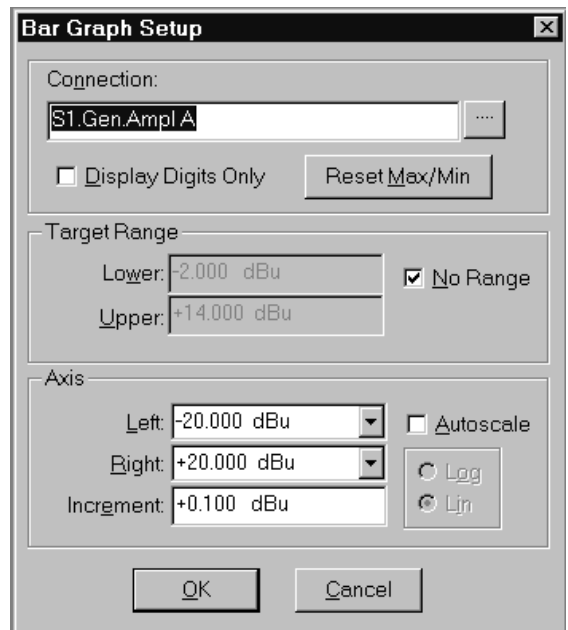 Bar Graph Setup
Connection:
S1.Gen.Ampl A
....
Display Digits Only
Reset Max/Min
Target Range
Lower: -2.000 dBu
No Range
Upper: +14.000 dBu
Axis
Left: -20.000 dBu
Autoscale
Right: +20.000 dBu
Log
Increment: +0.100 dBu
Lin
OK
Cancel